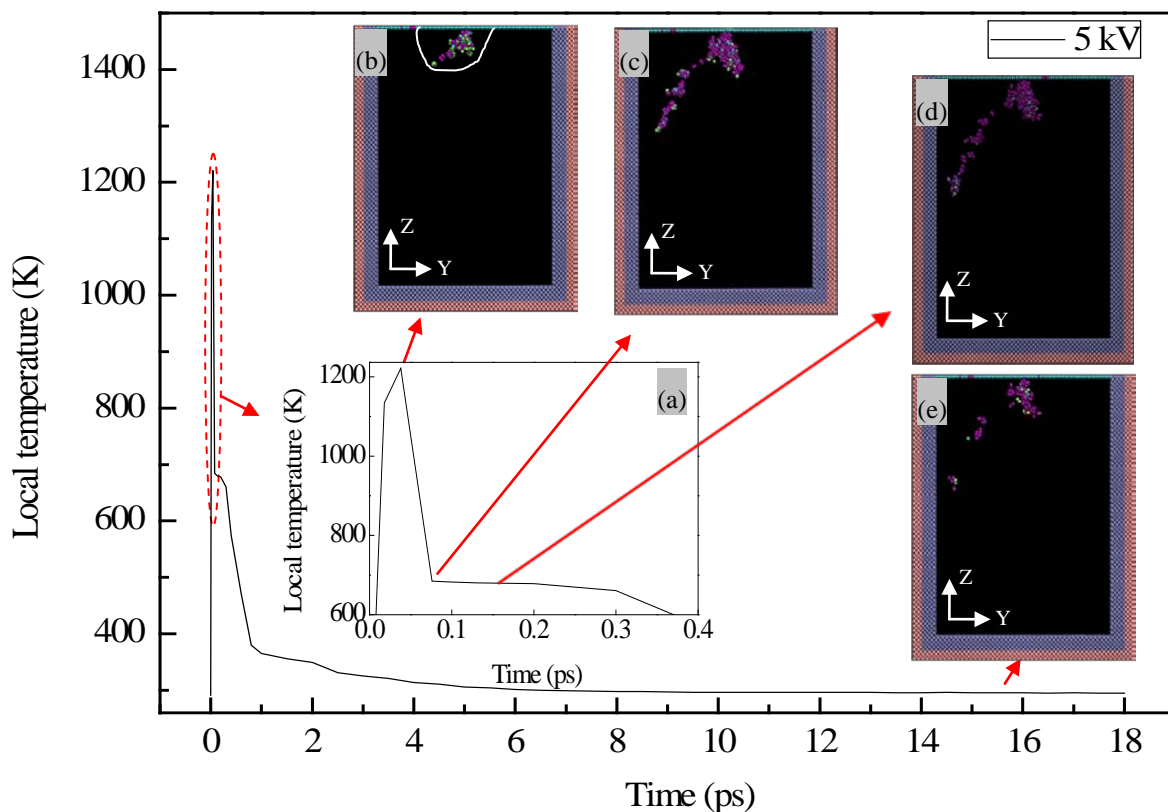 5 kV
1400
1200
1000
800
600
400
Local temperature (K)
0 2 4 6 8 10 12 14 16 18
Time (ps)
(b)
Z
Y
(c)
Z
Y
(d)
Z
Y
(e)
Z
Y
(a)
1200
1000
800
600
Local temperature (K)
0.0 0.1 0.2 0.3 0.4
Time (ps)